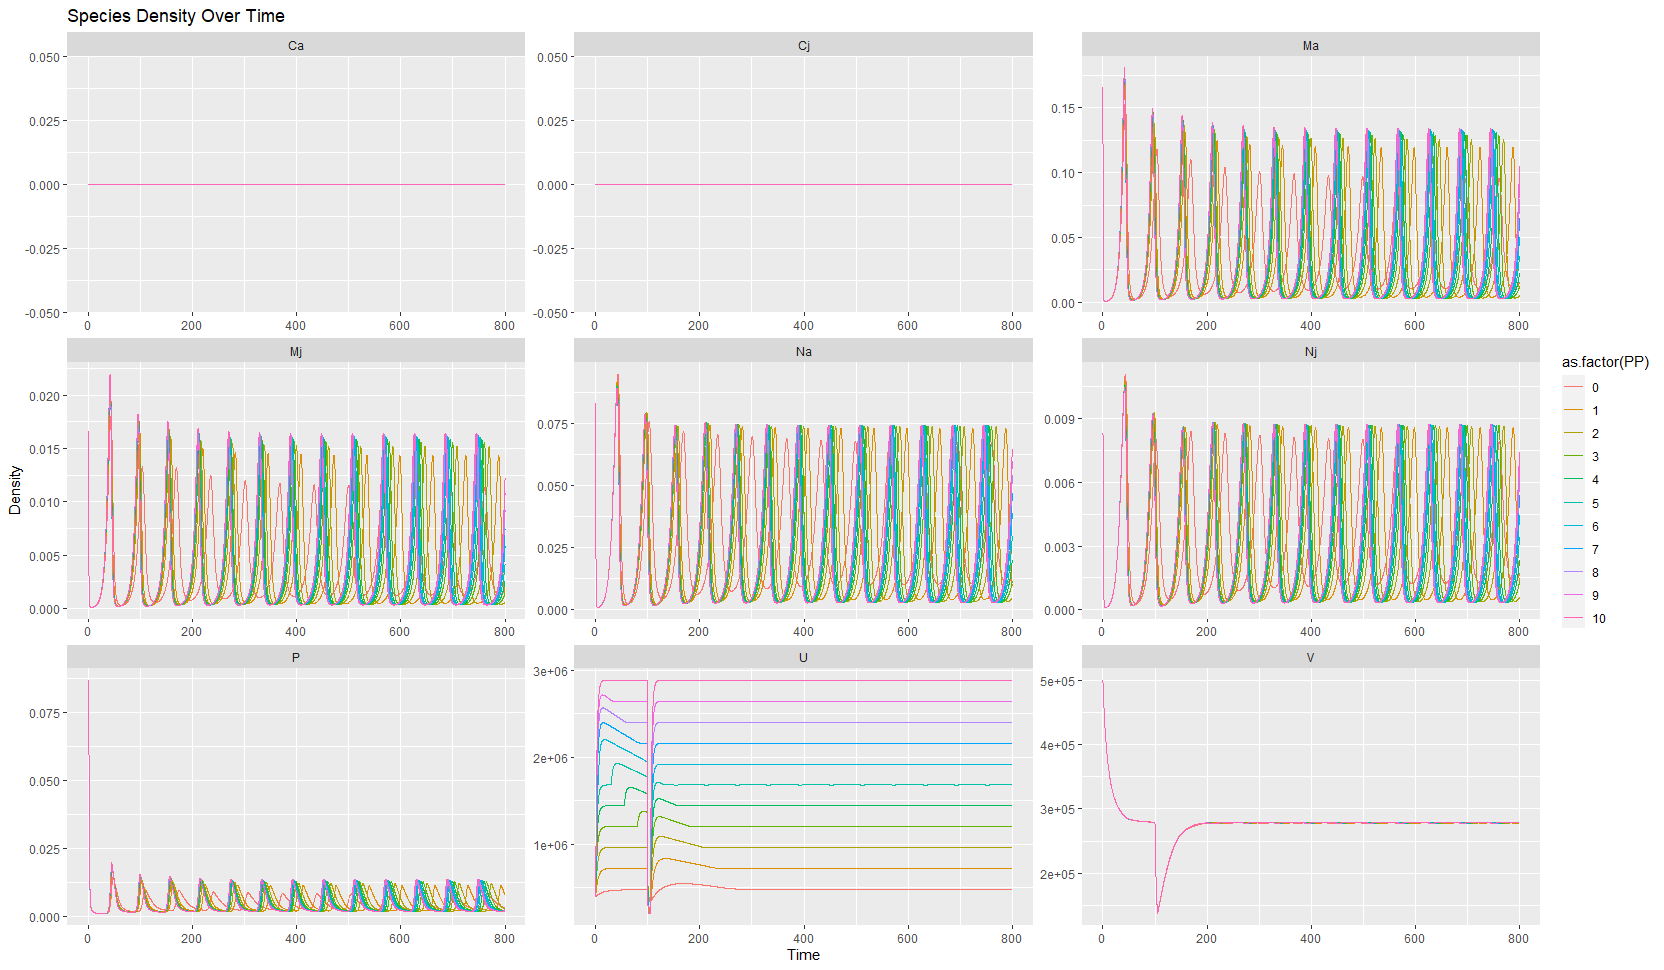 Species Density Over Time
Ca
Cj
Ma
0.050
0.025
0.000
-0.025
-0.050
0.050
0.025
0.000
-0.025
-0.050
0.15
0.10
0.05
0.00
0 200 400 600 800
0 200 400 600 800
0 200 400 600 800
Mj
Na
Nj
0.020
0.015
0.010
0.005
0.000
0.075
0.050
0.025
0.000
0.009
0.006
0.003
0.000
0 200 400 600 800
0 200 400 600 800
0 200 400 600 800
P
U
V
0.075
0.050
0.025
0.000
3e+06
2e+06
1e+06
5e+05
4e+05
3e+05
2e+05
0 200 400 600 800
0 200 400 600 800
0 200 400 600 800
Density
Time
as.factor(PP)
0
1
2
3
4
5
6
7
8
9
10